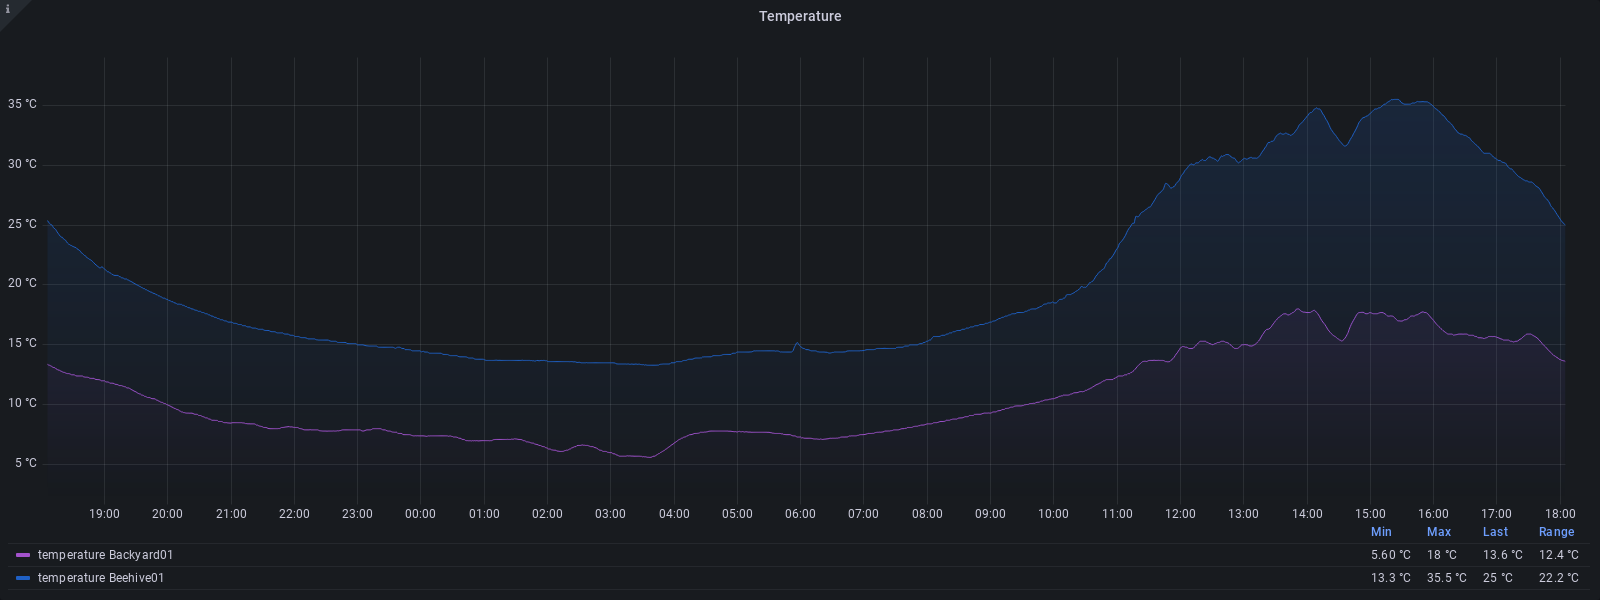 i
Temperature
35 °C
30 °C
25 °C
20 °C
15 °C
10 °C
5 °C
19:00 20:00 21:00 22:00 23:00 00:00 01:00 02:00 03:00 04:00 05:00 06:00 07:00 08:00 09:00 10:00 11:00 12:00 13:00 14:00 15:00 16:00 17:00 18:00
Min Max Last Range
temperature Backyard01 5.60 °C 18 °C 13.6 °C 12.4 °C
temperature Beehive01 13.3 °C 35.5 °C 25 °C 22.2 °C